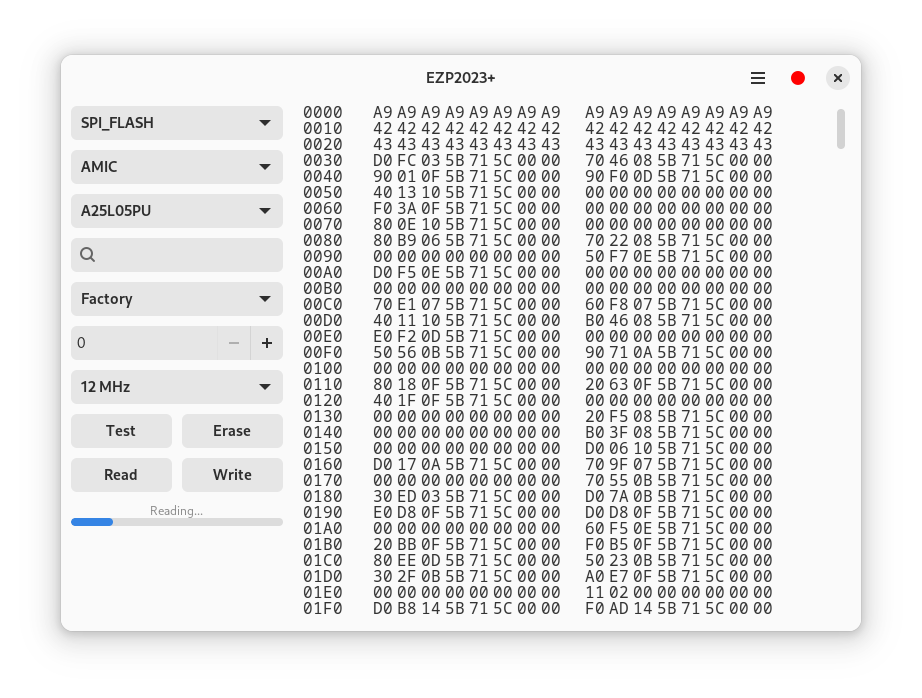 EZP2023+
SPI_FLASH
AMIC
A25L05PU
Factory
0
12 MHz
Test Erase
Read Write
Reading...
0000 A9 A9 A9 A9 A9 A9 A9 A9 A9 A9 A9 A9 A9 A9 A9 A9
0010 42 42 42 42 42 42 42 42 42 42 42 42 42 42 42 42
0020 43 43 43 43 43 43 43 43 43 43 43 43 43 43 43 43
0030 D0 FC 03 5B 71 5C 00 00 70 46 08 5B 71 5C 00 00
0040 90 01 0F 5B 71 5C 00 00 90 F0 0D 5B 71 5C 00 00
0050 40 13 10 5B 71 5C 00 00 00 00 00 00 00 00 00 00
0060 F0 3A 0F 5B 71 5C 00 00 00 00 00 00 00 00 00 00
0070 80 0E 10 5B 71 5C 00 00 00 00 00 00 00 00 00 00
0080 80 B9 06 5B 71 5C 00 00 70 22 08 5B 71 5C 00 00
0090 00 00 00 00 00 00 00 00 50 F7 0E 5B 71 5C 00 00
00A0 D0 F5 0E 5B 71 5C 00 00 00 00 00 00 00 00 00 00
00B0 00 00 00 00 00 00 00 00 00 00 00 00 00 00 00 00
00C0 70 E1 07 5B 71 5C 00 00 60 F8 07 5B 71 5C 00 00
00D0 40 11 10 5B 71 5C 00 00 B0 46 08 5B 71 5C 00 00
00E0 E0 F2 0D 5B 71 5C 00 00 00 00 00 00 00 00 00 00
00F0 50 56 0B 5B 71 5C 00 00 90 71 0A 5B 71 5C 00 00
0100 00 00 00 00 00 00 00 00 00 00 00 00 00 00 00 00
0110 80 18 0F 5B 71 5C 00 00 20 63 0F 5B 71 5C 00 00
0120 40 1F 0F 5B 71 5C 00 00 00 00 00 00 00 00 00 00
0130 00 00 00 00 00 00 00 00 20 F5 08 5B 71 5C 00 00
0140 00 00 00 00 00 00 00 00 B0 3F 08 5B 71 5C 00 00
0150 00 00 00 00 00 00 00 00 D0 06 10 5B 71 5C 00 00
0160 D0 17 0A 5B 71 5C 00 00 70 9F 07 5B 71 5C 00 00
0170 00 00 00 00 00 00 00 00 70 55 0B 5B 71 5C 00 00
0180 30 ED 03 5B 71 5C 00 00 D0 7A 0B 5B 71 5C 00 00
0190 E0 D8 0F 5B 71 5C 00 00 D0 D8 0F 5B 71 5C 00 00
01A0 00 00 00 00 00 00 00 00 60 F5 0E 5B 71 5C 00 00
01B0 20 BB 0F 5B 71 5C 00 00 F0 B5 0F 5B 71 5C 00 00
01C0 80 EE 0D 5B 71 5C 00 00 50 23 0B 5B 71 5C 00 00
01D0 30 2F 0B 5B 71 5C 00 00 A0 E7 0F 5B 71 5C 00 00
01E0 00 00 00 00 00 00 00 00 11 02 00 00 00 00 00 00
01F0 D0 B8 14 5B 71 5C 00 00 F0 AD 14 5B 71 5C 00 00